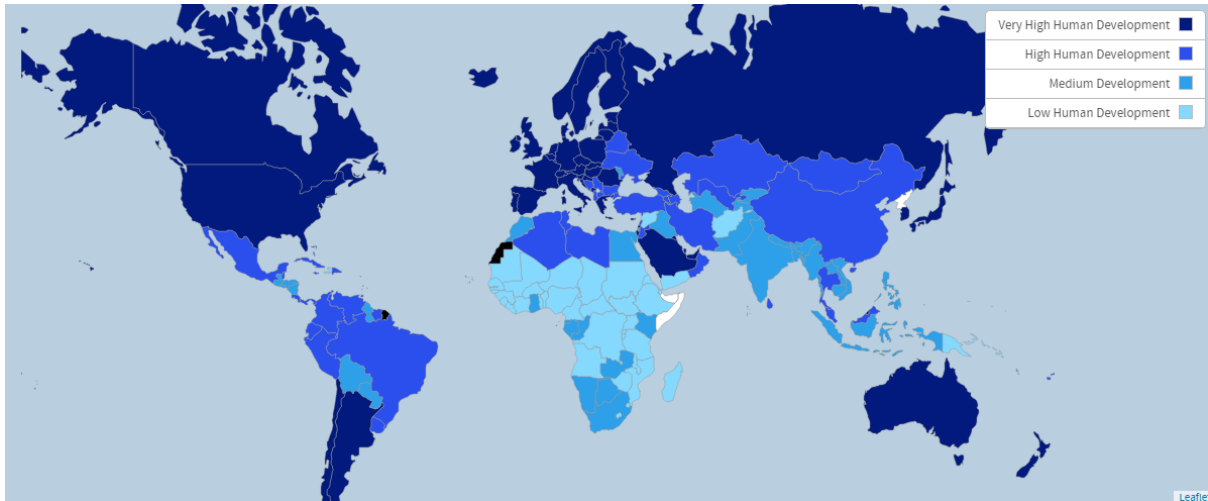 Very High Human Development
High Human Development
Medium Development
Low Human Development
Leaflet